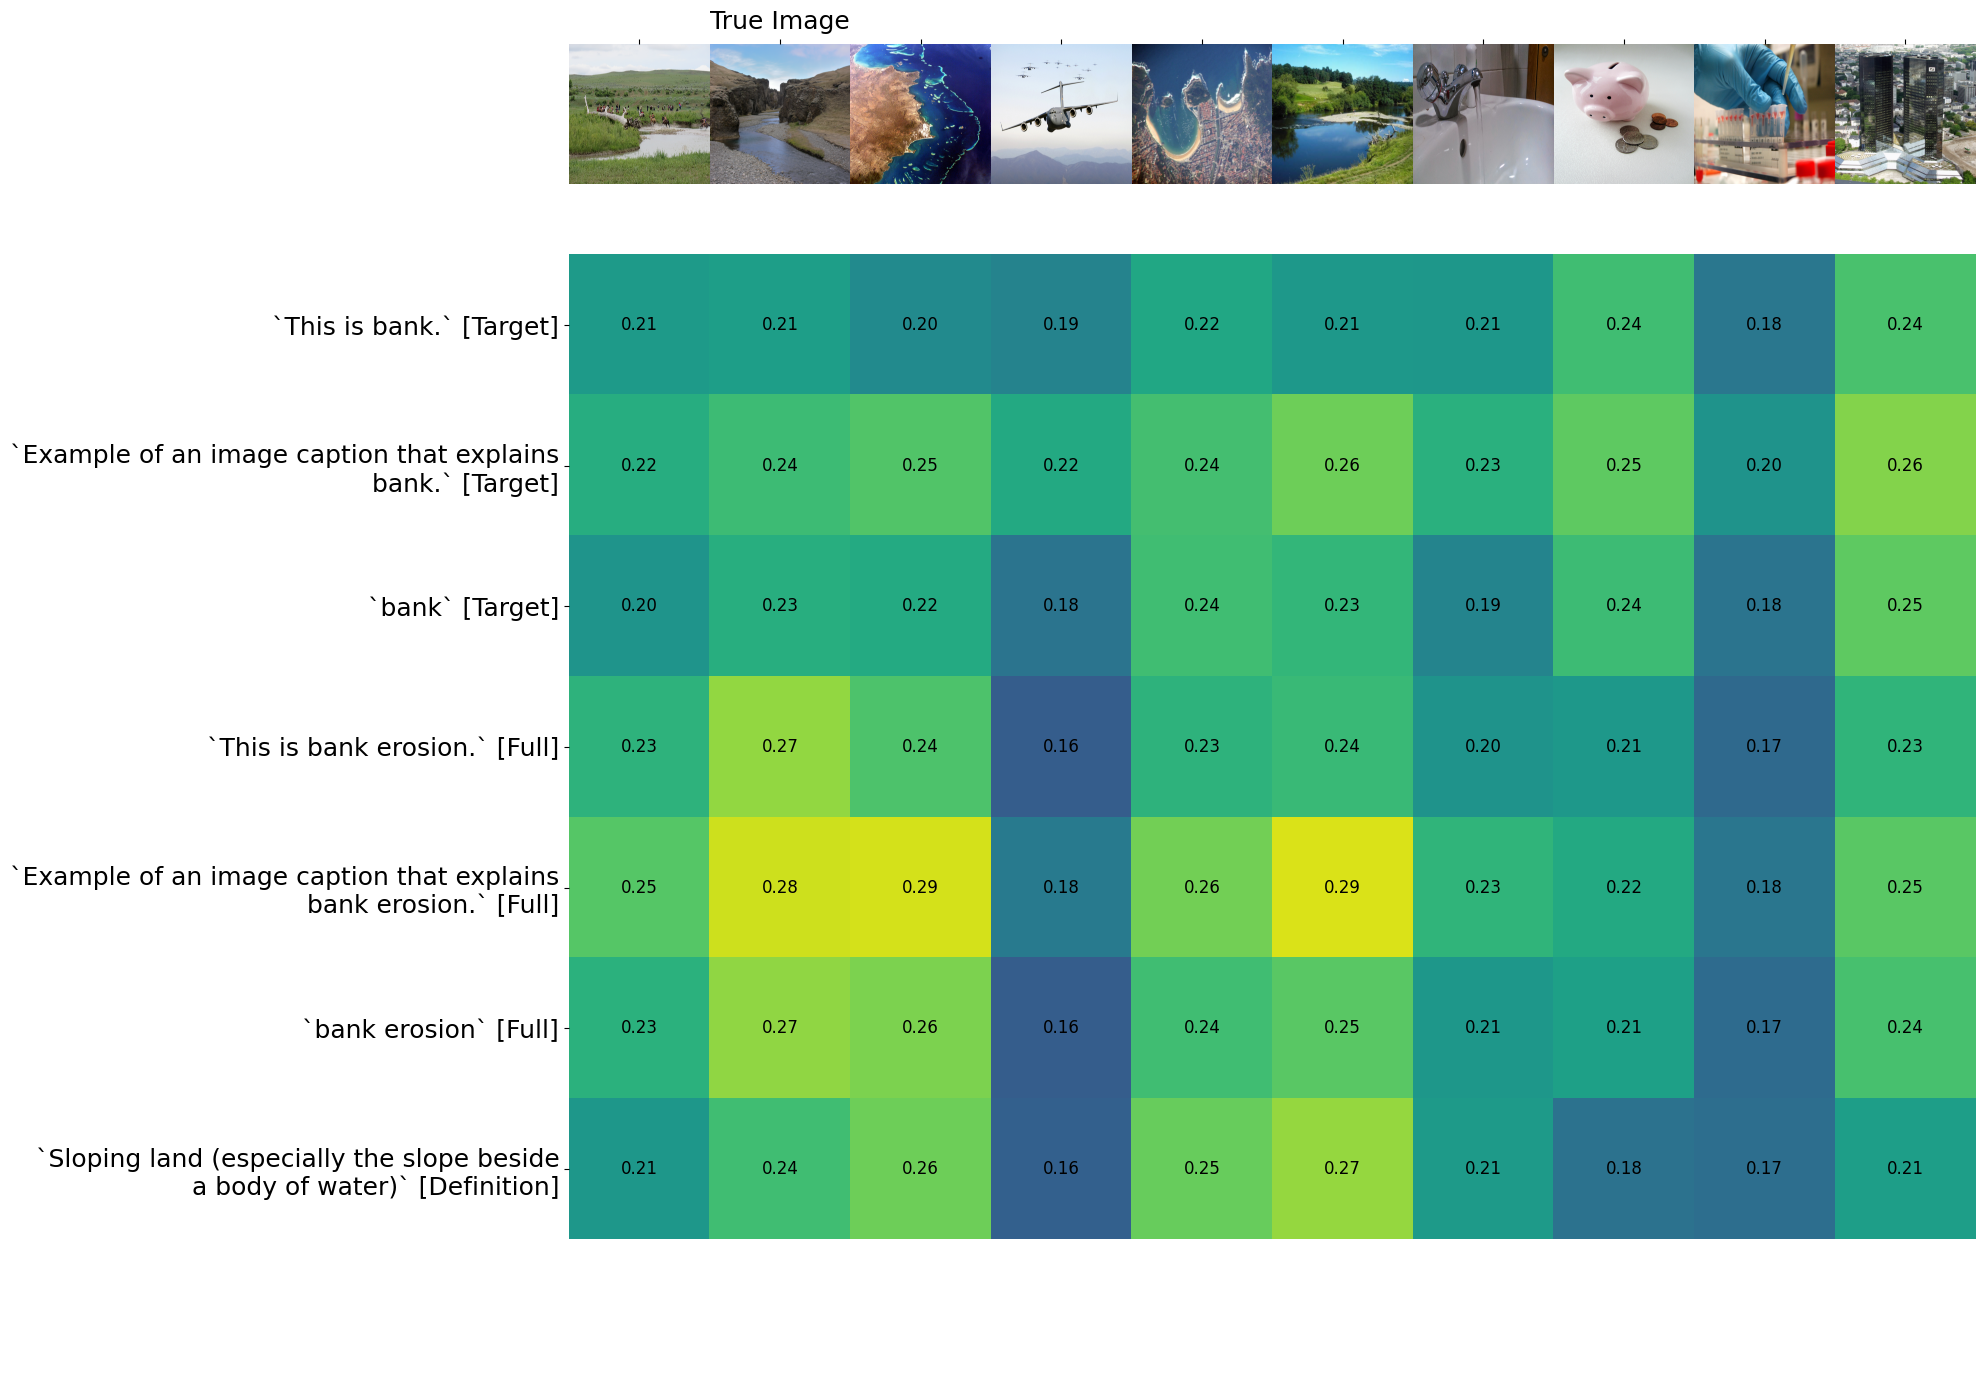 True Image
`This is bank.` [Target]
0.21 0.21 0.20 0.19 0.22 0.21 0.21 0.24 0.18 0.24
`Example of an image caption that explains
bank.` [Target]
0.22 0.24 0.25 0.22 0.24 0.26 0.23 0.25 0.20 0.26
`bank` [Target]
0.20 0.23 0.22 0.18 0.24 0.23 0.19 0.24 0.18 0.25
`This is bank erosion.` [Full]
0.23 0.27 0.24 0.16 0.23 0.24 0.20 0.21 0.17 0.23
`Example of an image caption that explains
bank erosion.` [Full]
0.25 0.28 0.29 0.18 0.26 0.29 0.23 0.22 0.18 0.25
`bank erosion` [Full]
0.23 0.27 0.26 0.16 0.24 0.25 0.21 0.21 0.17 0.24
`Sloping land (especially the slope beside
a body of water)` [Definition]
0.21 0.24 0.26 0.16 0.25 0.27 0.21 0.18 0.17 0.21